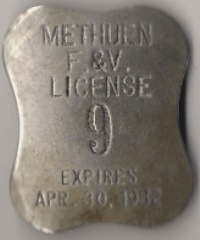 METHUEN
F.&V.
LICENSE
9
EXPIRES
APR. 30, 1932